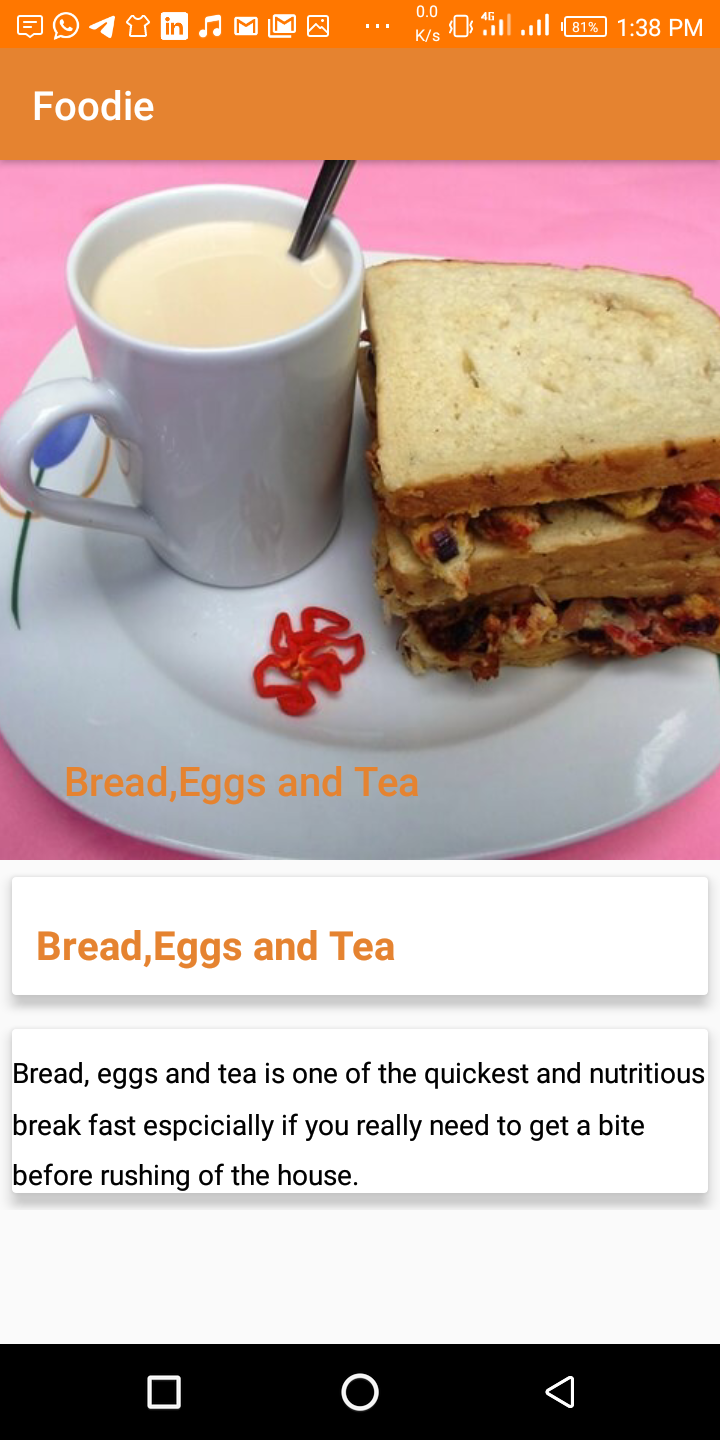 0.0
K/s
4G
81%
1:38 PM
Foodie
Bread,Eggs and Tea
Bread,Eggs and Tea
Bread, eggs and tea is one of the quickest and nutritious
break fast espcicially if you really need to get a bite
before rushing of the house.